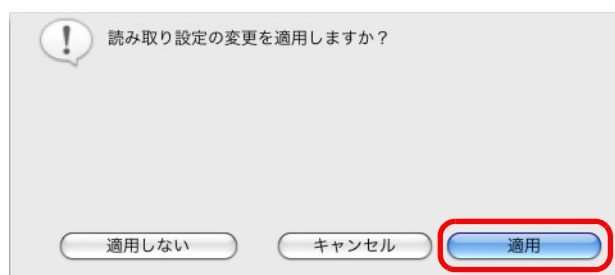 読み取り設定の変更を適用しますか？
適用しない
キャンセル
適用